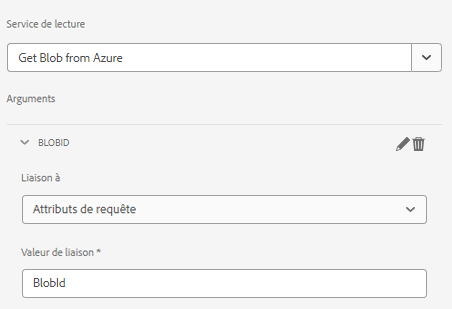 Service de lecture
Get Blob from Azure
Arguments
BLOBID
Liaison à
Attributs de requête
Valeur de liaison *
BlobId